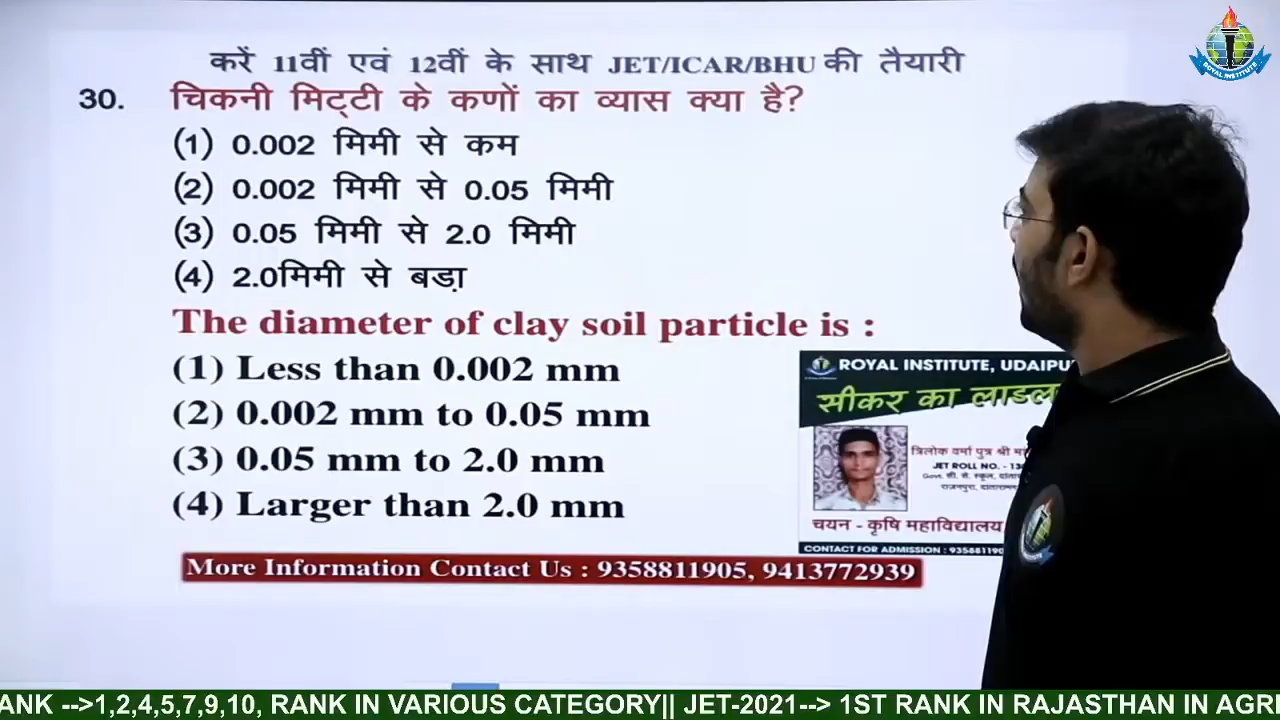 करें 11वीं एवं 12वीं के साथ JET/ICAR/BHU की तैयारी
30. चिकनी मिट्टी के कणों का व्यास क्या है?
(1) 0.002 मिमी से कम
(2) 0.002 मिमी से 0.05 मिमी
(3) 0.05 मिमी से 2.0 मिमी
(4) 2.0मिमी से बडा़
The diameter of clay soil particle is :
(1) Less than 0.002 mm
(2) 0.002 mm to 0.05 mm
(3) 0.05 mm to 2.0 mm
(4) Larger than 2.0 mm
ROYAL INSTITUTE, UDAIPUR
सीकर का
त्रिलोक वर्मा पुत्र श्री
JET ROLL NO. -
चयन - कृषि महाविद्यालय
CONTACT FOR ADMISSION :
More Information Contact Us : 9358811905, 9413772939
ROYAL INSTITUTE
ANK -->1,2,4,5,7,9,10, RANK IN VARIOUS CATEGORY|| JET-2021--> 1ST RANK IN RAJASTHAN IN AGRI